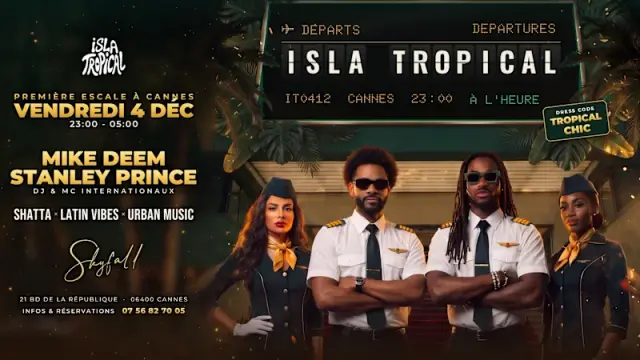 ISLA
TROPICAL
PREMIÈRE ESCALE À CANNES
VENDREDI 4 DÉC
23:00 - 05:00
MIKE DEEM
STANLEY PRINCE
DJ & MC INTERNATIONAUX
SHATTA · LATIN VIBES · URBAN MUSIC
Skyfall
21 BD DE LA RÉPUBLIQUE - 06400 CANNES
INFOS & RÉSERVATIONS 07 56 82 70 05
DÉPARTS DEPARTURES
ISLA TROPICAL
IT0412 CANNES 23:00 À L'HEURE
DRESS CODE
TROPICAL
CHIC